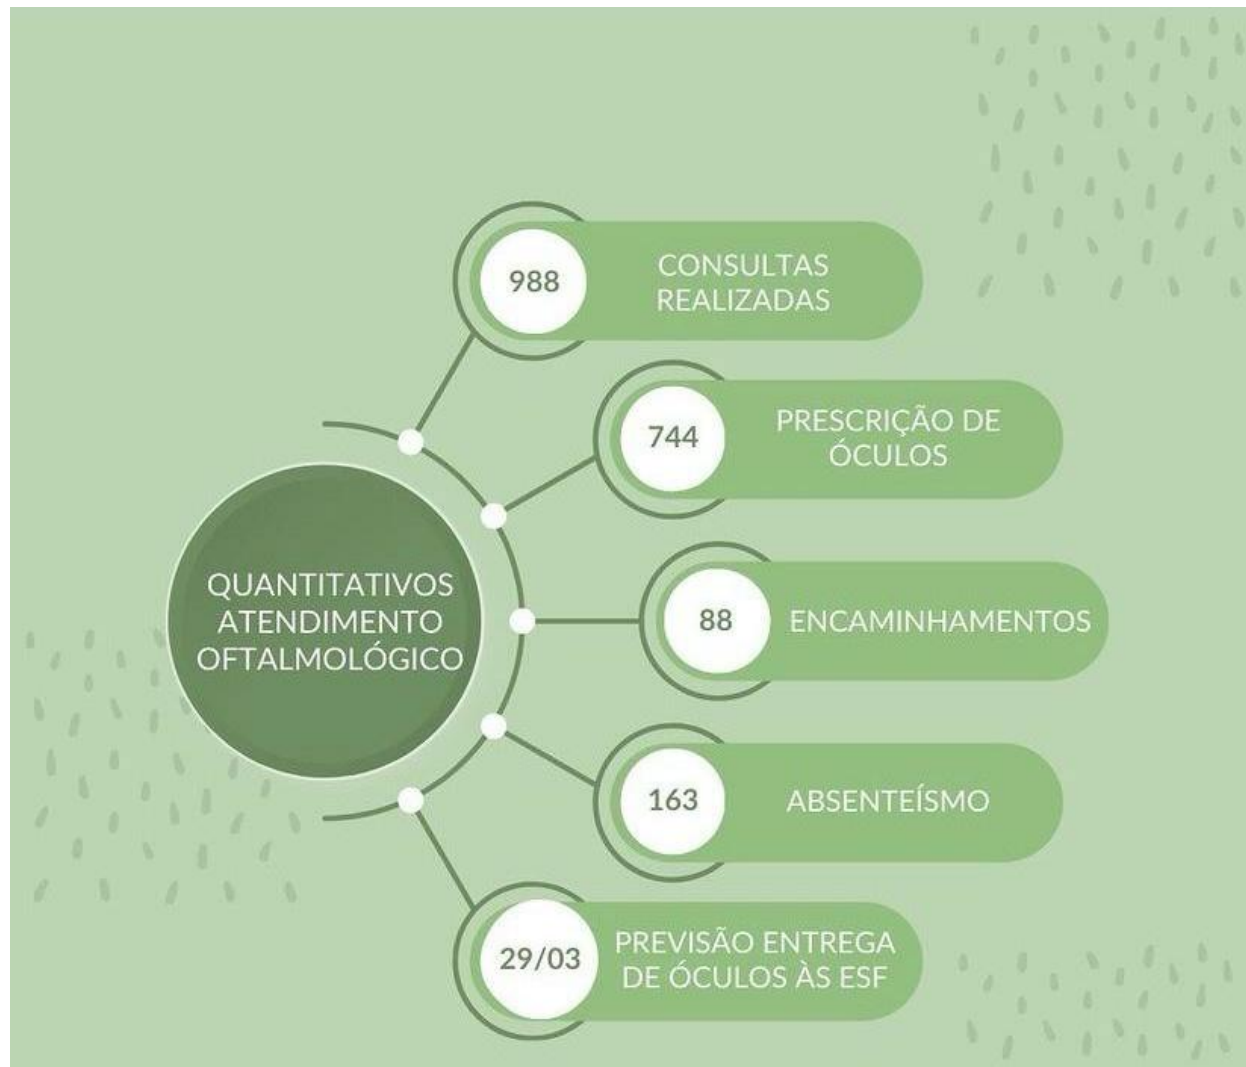 988
CONSULTAS
REALIZADAS
744
PRESCRIÇÃO DE
ÓCULOS
QUANTITATIVOS
ATENDIMENTO
OFTALMOLÓGICO
88
ENCAMINHAMENTOS
163
ABSENTEÍSMO
29/03
PREVISÃO ENTREGA
DE ÓCULOS ÀS ESF